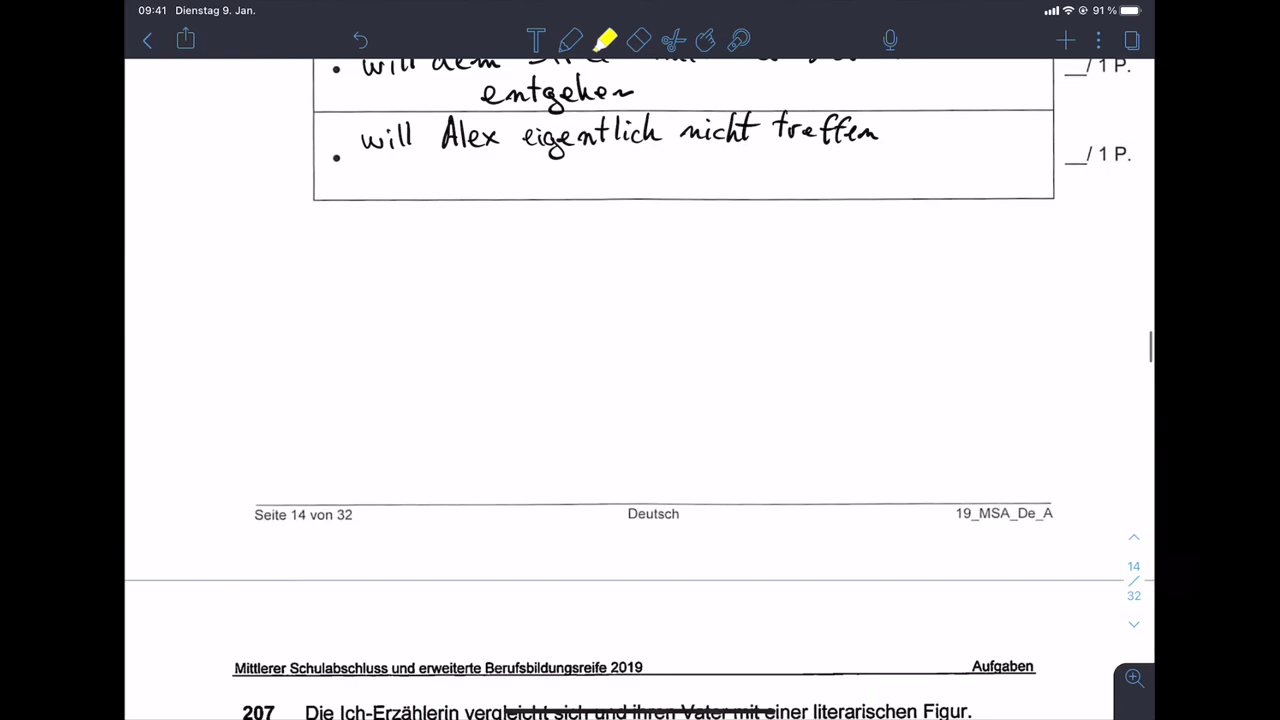 09:41 Dienstag 9. Jan.
91 %
will dem
__/ 1 P.
entgehen
will Alex eigentlich nicht treffen
__/ 1 P.
Seite 14 von 32 Deutsch 19_MSA_De_A
14
/
32
Mittlerer Schulabschluss und erweiterte Berufsbildungsreife 2019 Aufgaben
207 Die Ich-Erzählerin vergleicht sich und ihren Vater mit einer literarischen Figur.